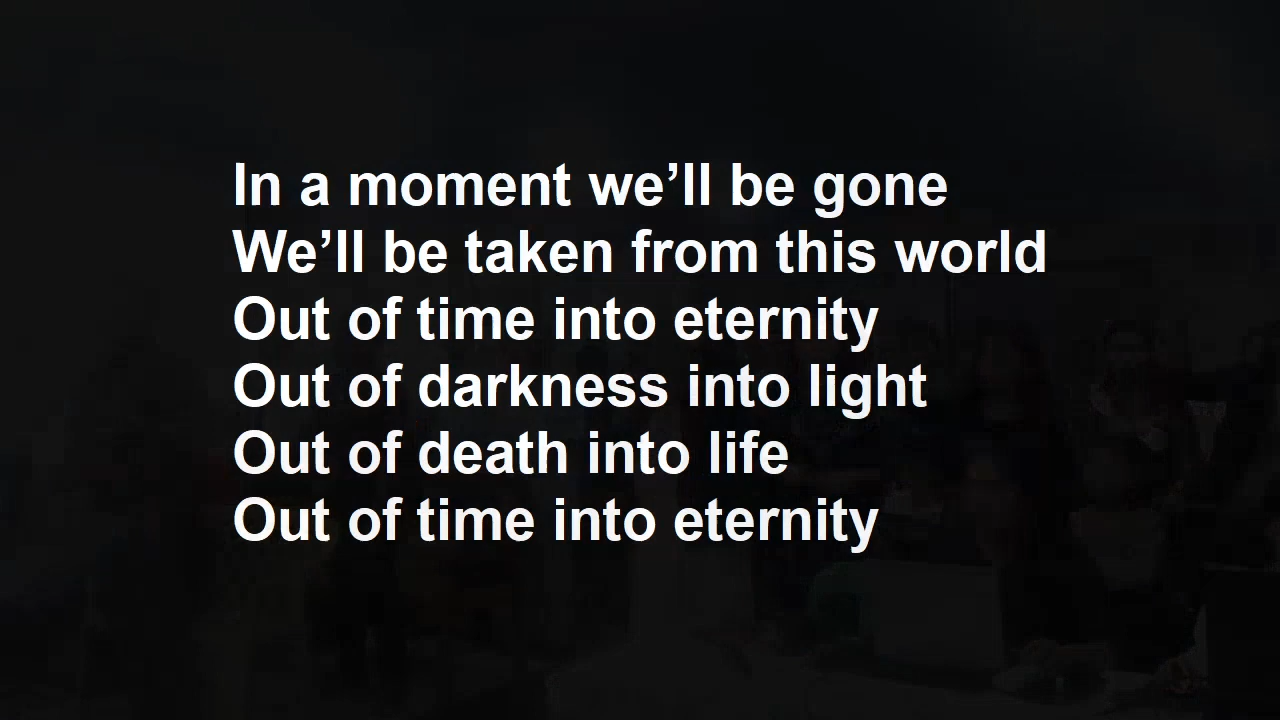 In a moment we’ll be gone
We’ll be taken from this world
Out of time into eternity
Out of darkness into light
Out of death into life
Out of time into eternity